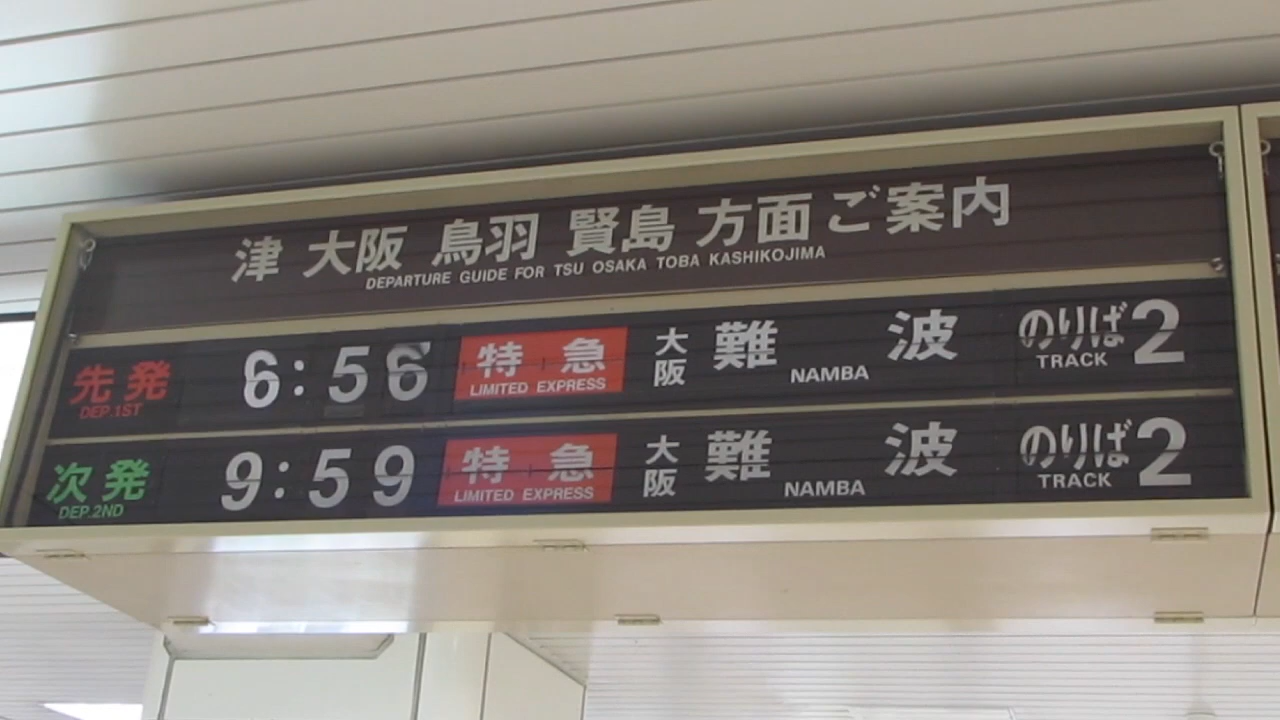 津 大阪 鳥羽 賢島 方面ご案内
DEPARTURE GUIDE FOR TSU OSAKA TOBA KASHIKOJIMA
先発 6:56 特急 大阪 難波 のりば 2
DEP.1ST LIMITED EXPRESS NAMBA TRACK
次発 9:59 特急 大阪 難波 のりば 2
DEP.2ND LIMITED EXPRESS NAMBA TRACK